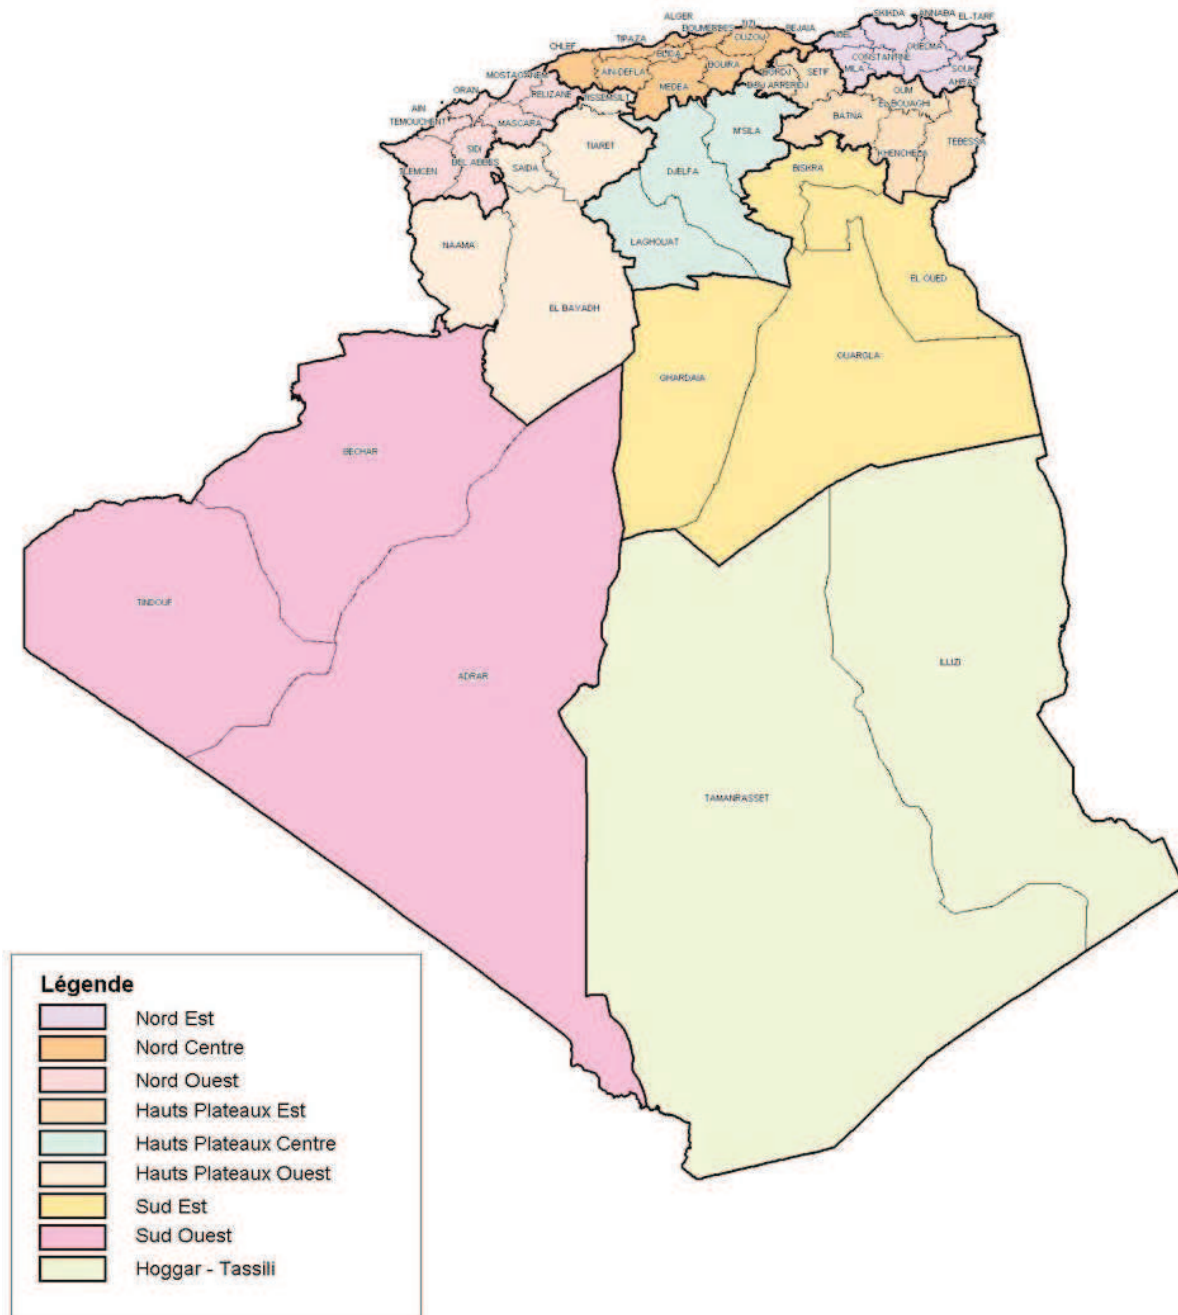 SKIKDA
ANNABA
EL-TARF
ALGER
TIZI
BOUMERDES
BEJAIA
OUZOU
TIPAZA
CHLEF
BLIDA
BOUIRA
AIN-DEFLA
MEDEA
BORDJ
BOU ARRERIDJ
SETIF
JIJEL
GUELMA
CONSTANTINE
MILA
SOUK
AHRAS
MOSTAGANEM
ORAN
RELIZANE
TISSEMSILT
AIN
TEMOUCHENT
MASCARA
OUM
EL BOUAGHI
BATNA
M'SILA
TEBESSA
KHENCHELA
SIDI
BEL ABBES
TLEMCEN
SAIDA
TIARET
DJELFA
BISKRA
NAAMA
LAGHOUAT
EL OUED
EL BAYADH
OUARGLA
GHARDAIA
BECHAR
TINDOUF
ADRAR
ILLIZI
TAMANRASSET
Légende
Nord Est
Nord Centre
Nord Ouest
Hauts Plateaux Est
Hauts Plateaux Centre
Hauts Plateaux Ouest
Sud Est
Sud Ouest
Hoggar - Tassili